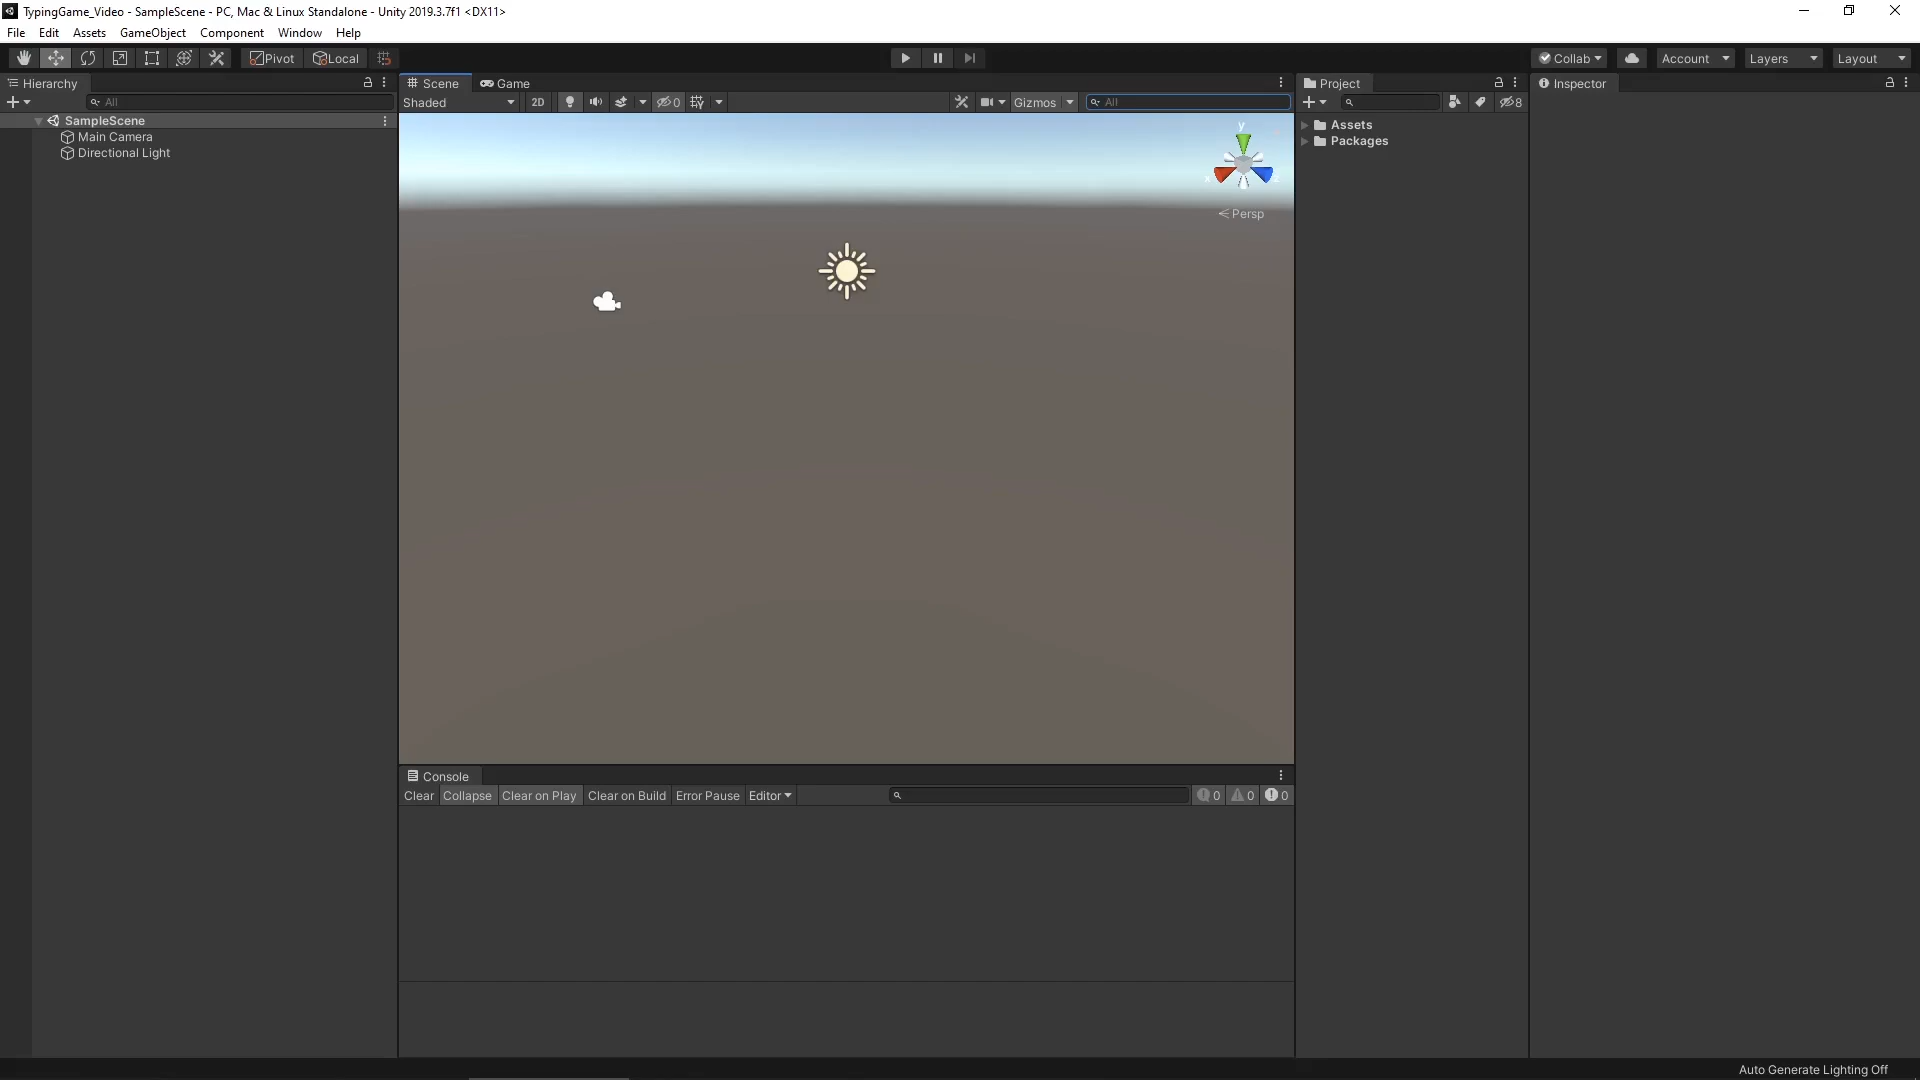 TypingGame_Video - SampleScene - PC, Mac & Linux Standalone - Unity 2019.3.7f1 <DX11>
File Edit Assets GameObject Component Window Help
Pivot Local Collab Account Layers Layout
Hierarchy Scene Game Project Inspector
All Shaded 2D 0 Gizmos All 8
SampleScene
Main Camera
Directional Light
Assets
Packages
y
x z
Persp
Console
Clear Collapse Clear on Play Clear on Build Error Pause Editor 0 0 0
Auto Generate Lighting Off